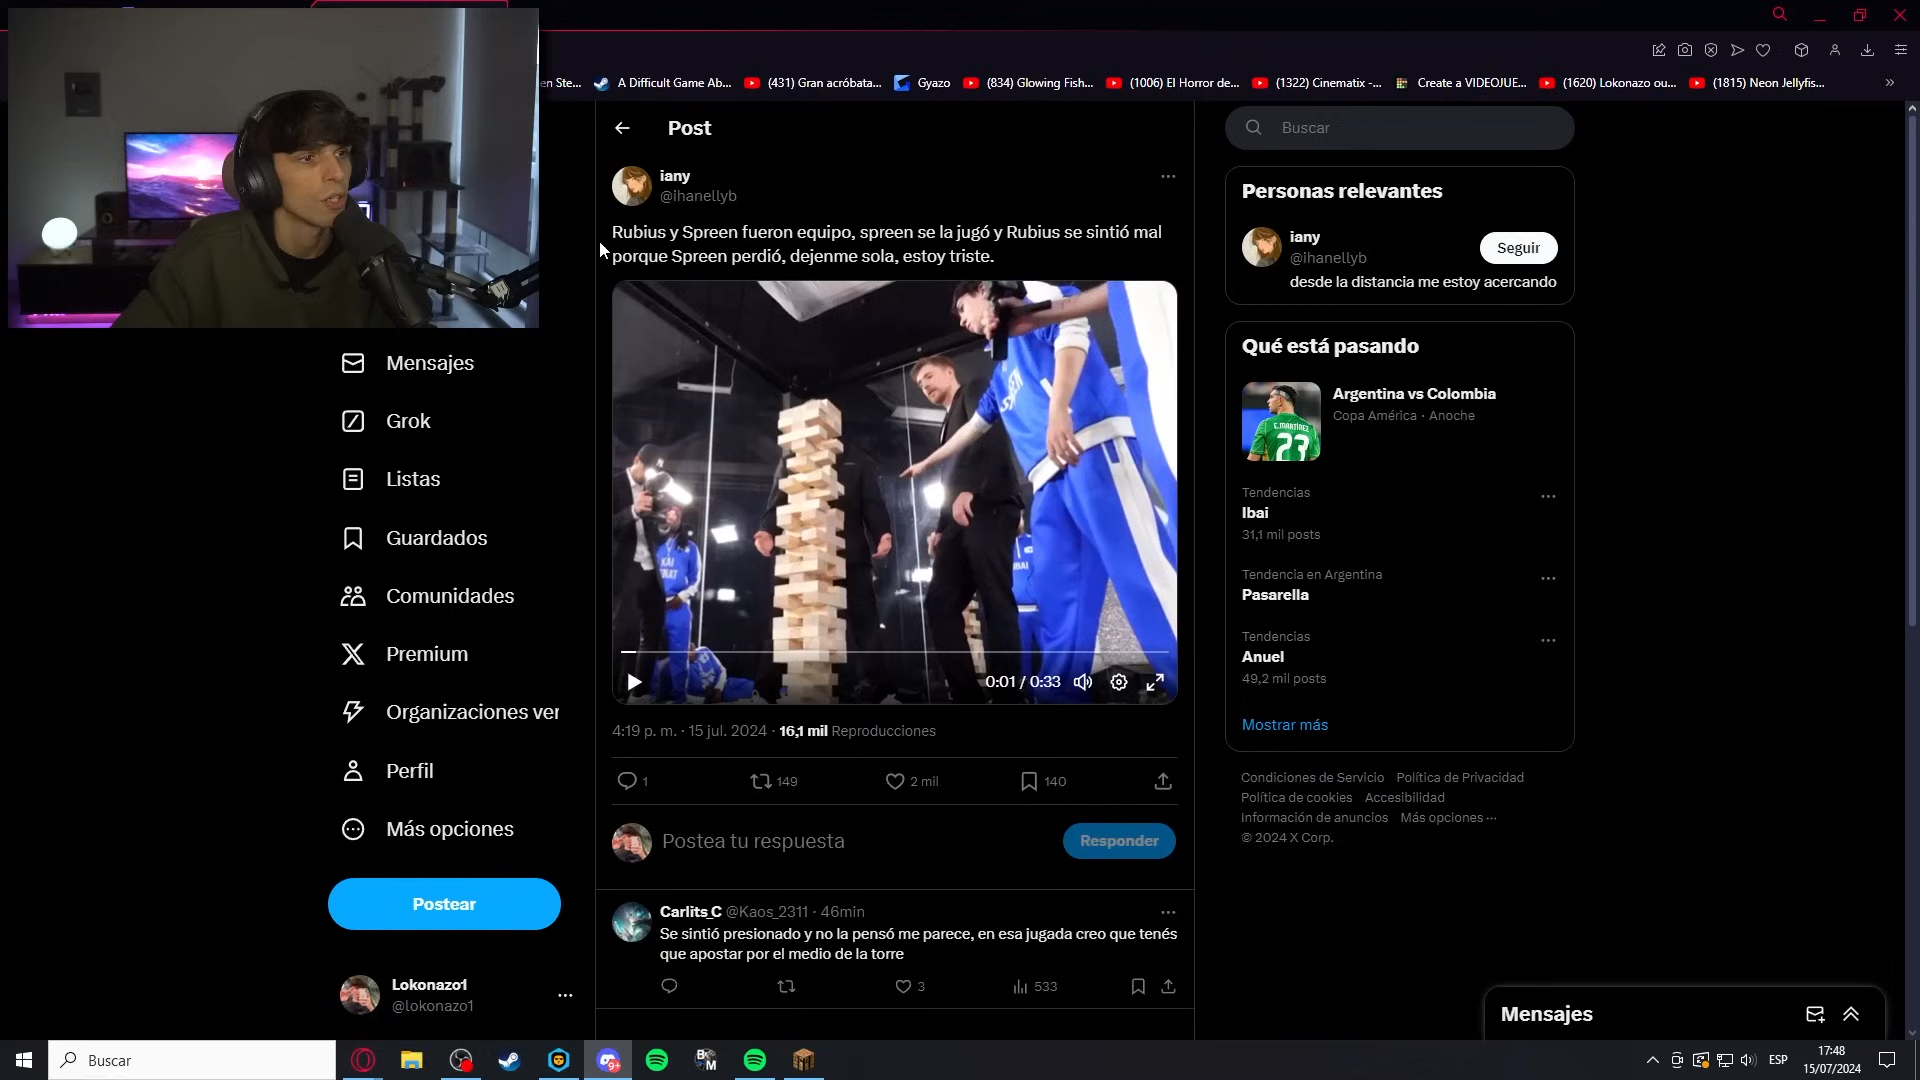 en Ste...
A Difficult Game Ab...
(431) Gran acróbata...
Gyazo
(834) Glowing Fish...
(1006) El Horror de...
(1322) Cinematix -...
Create a VIDEOJUE...
(1620) Lokonazo ou...
(1815) Neon Jellyfis...
»
Post
Buscar
iany
@ihanellyb
Rubius y Spreen fueron equipo, spreen se la jugó y Rubius se sintió mal
porque Spreen perdió, dejenme sola, estoy triste.
KAI
CENAT
SPREEN
IBAI
0:01 / 0:33
4:19 p. m. · 15 jul. 2024 · 16,1 mil Reproducciones
1
149
2 mil
140
Postea tu respuesta
Responder
Carlits_C @Kaos_2311 · 46min
Se sintió presionado y no la pensó me parece, en esa jugada creo que tenés
que apostar por el medio de la torre
3
533
Mensajes
Grok
Listas
Guardados
Comunidades
Premium
Organizaciones ver
Perfil
Más opciones
Postear
Lokonazo1
@lokonazo1
Personas relevantes
iany
@ihanellyb
Seguir
desde la distancia me estoy acercando
Qué está pasando
Argentina vs Colombia
Copa América · Anoche
E. MARTÍNEZ
23
Tendencias
Ibai
31,1 mil posts
Tendencia en Argentina
Pasarella
Tendencias
Anuel
49,2 mil posts
Mostrar más
Condiciones de Servicio Política de Privacidad
Política de cookies Accesibilidad
Información de anuncios Más opciones ···
© 2024 X Corp.
Mensajes
Buscar
9+
B
M
ESP
17:48
15/07/2024